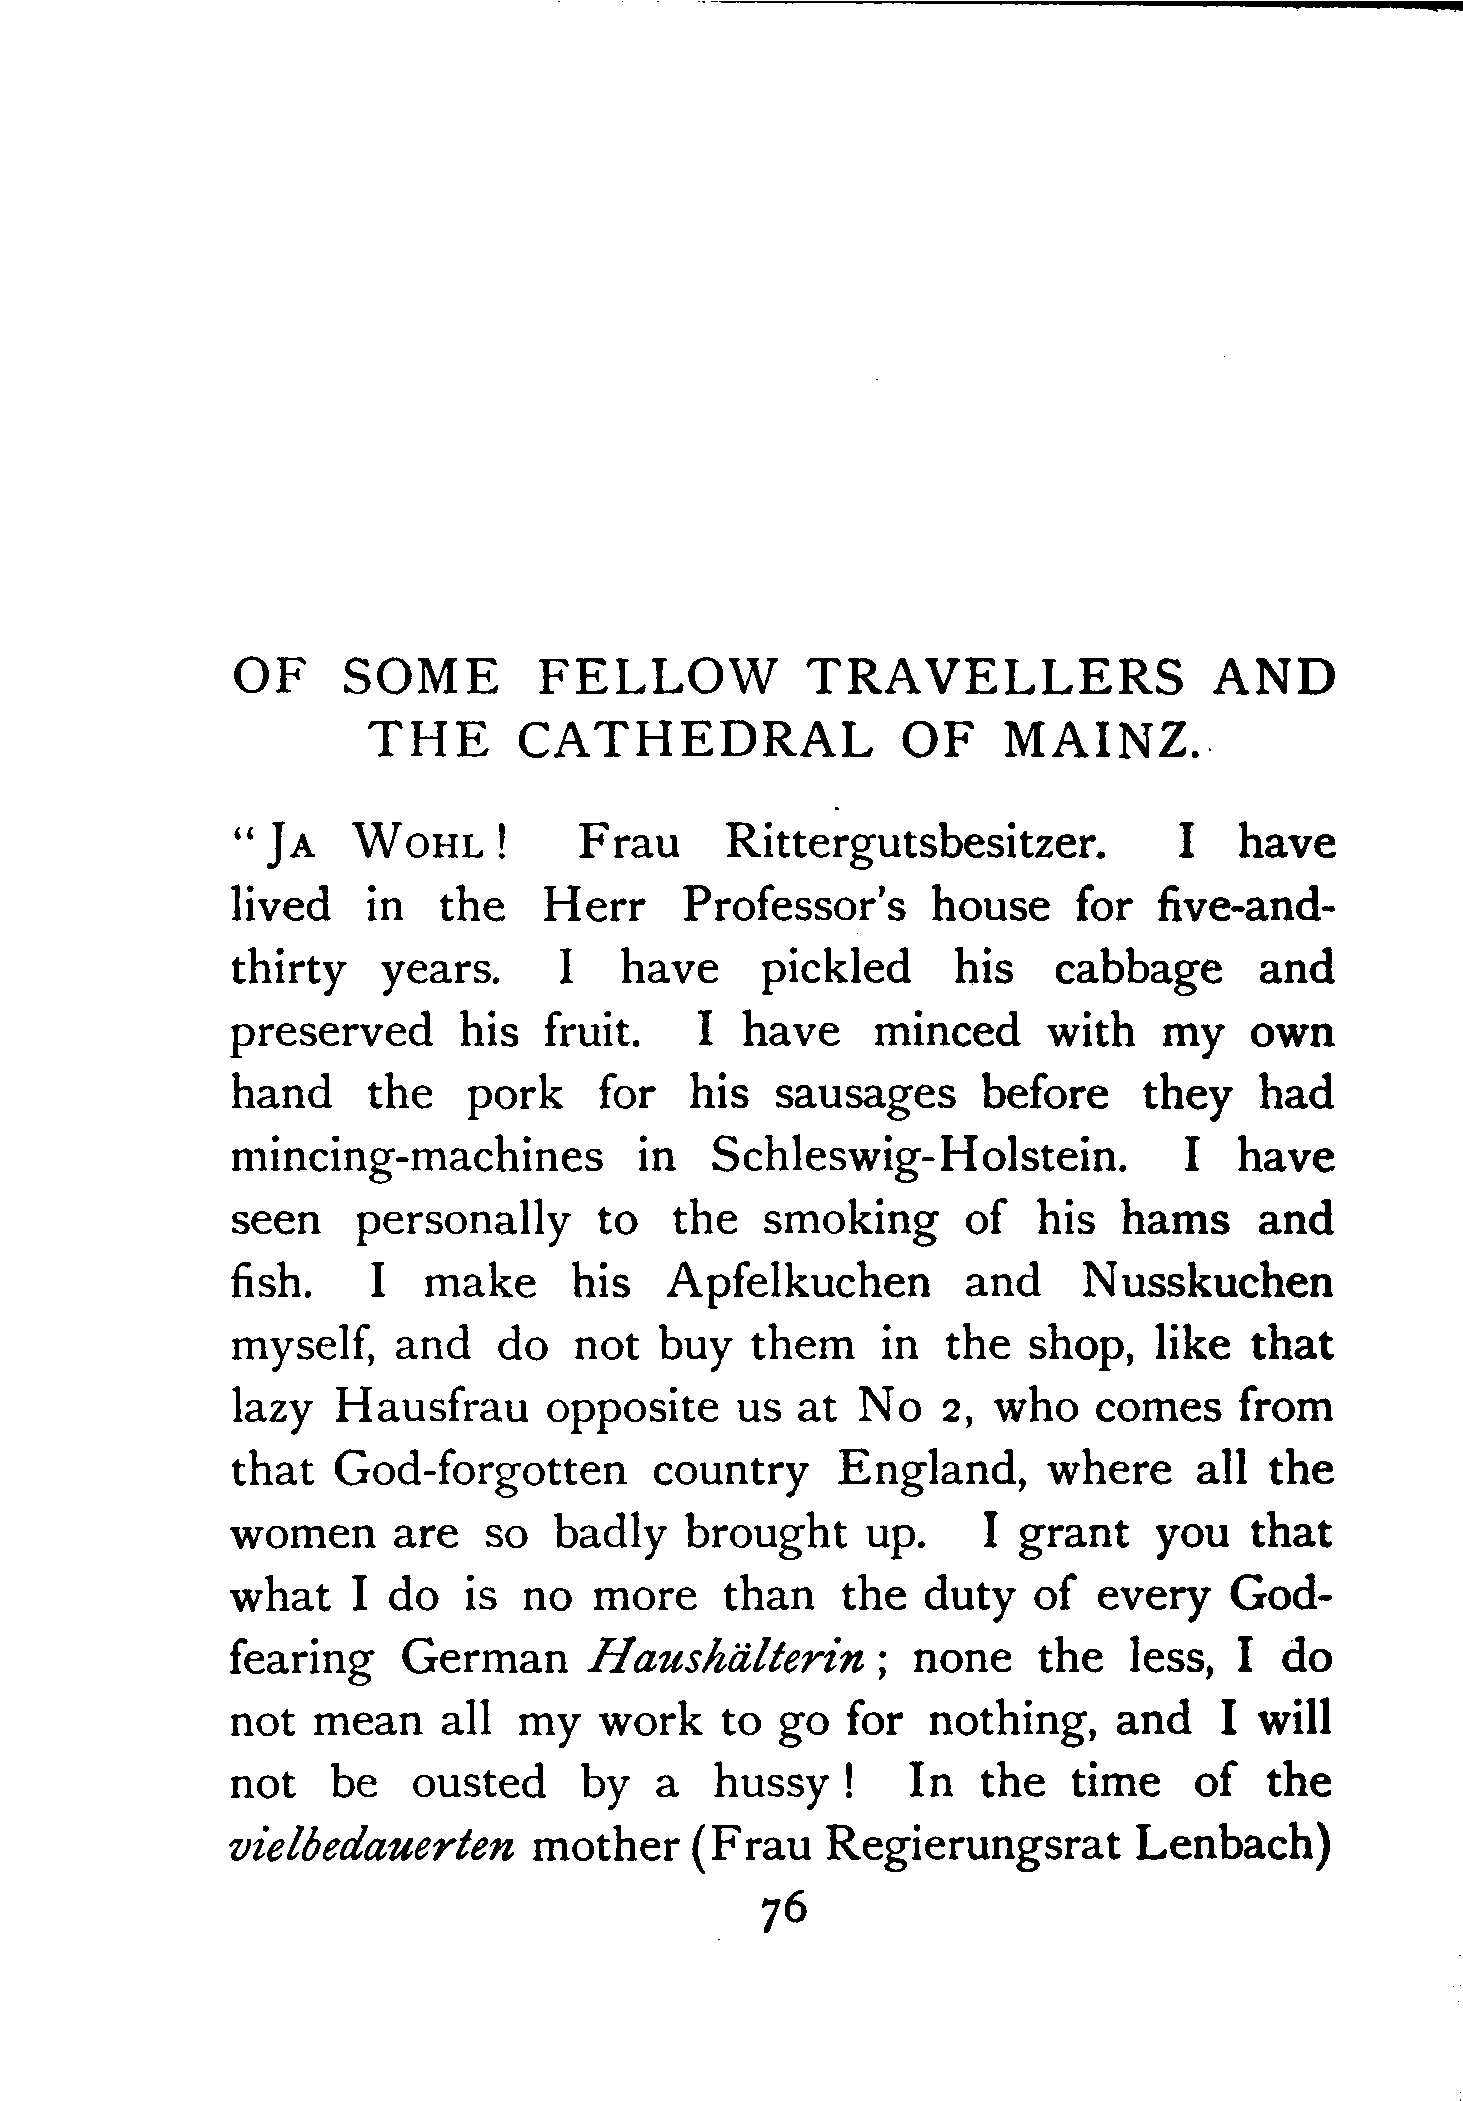 OF SOME FELLOW TRAVELLERS AND
THE CATHEDRAL OF MAINZ.
“JA WOHL! Frau Rittergutsbesitzer. I have
lived in the Herr Professor's house for five-and-
thirty years. I have pickled his cabbage and
preserved his fruit. I have minced with my own
hand the pork for his sausages before they had
mincing-machines in Schleswig-Holstein. I have
seen personally to the smoking of his hams and
fish. I make his Apfelkuchen and Nusskuchen
myself, and do not buy them in the shop, like that
lazy Hausfrau opposite us at No 2, who comes from
that God-forgotten country England, where all the
women are so badly brought up. I grant you that
what I do is no more than the duty of every God-
fearing German Haushälterin; none the less, I do
not mean all my work to go for nothing, and I will
not be ousted by a hussy! In the time of the
vielbedauerten mother (Frau Regierungsrat Lenbach)
76